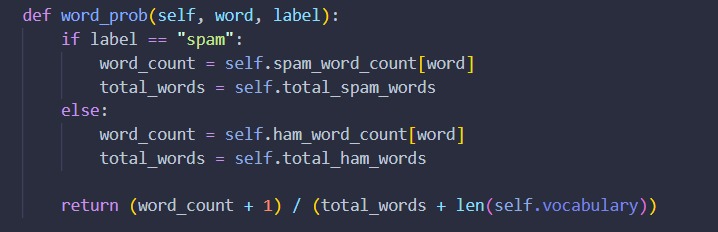 def word_prob(self, word, label):
    if label == "spam":
        word_count = self.spam_word_count[word]
        total_words = self.total_spam_words
    else:
        word_count = self.ham_word_count[word]
        total_words = self.total_ham_words

    return (word_count + 1) / (total_words + len(self.vocabulary))